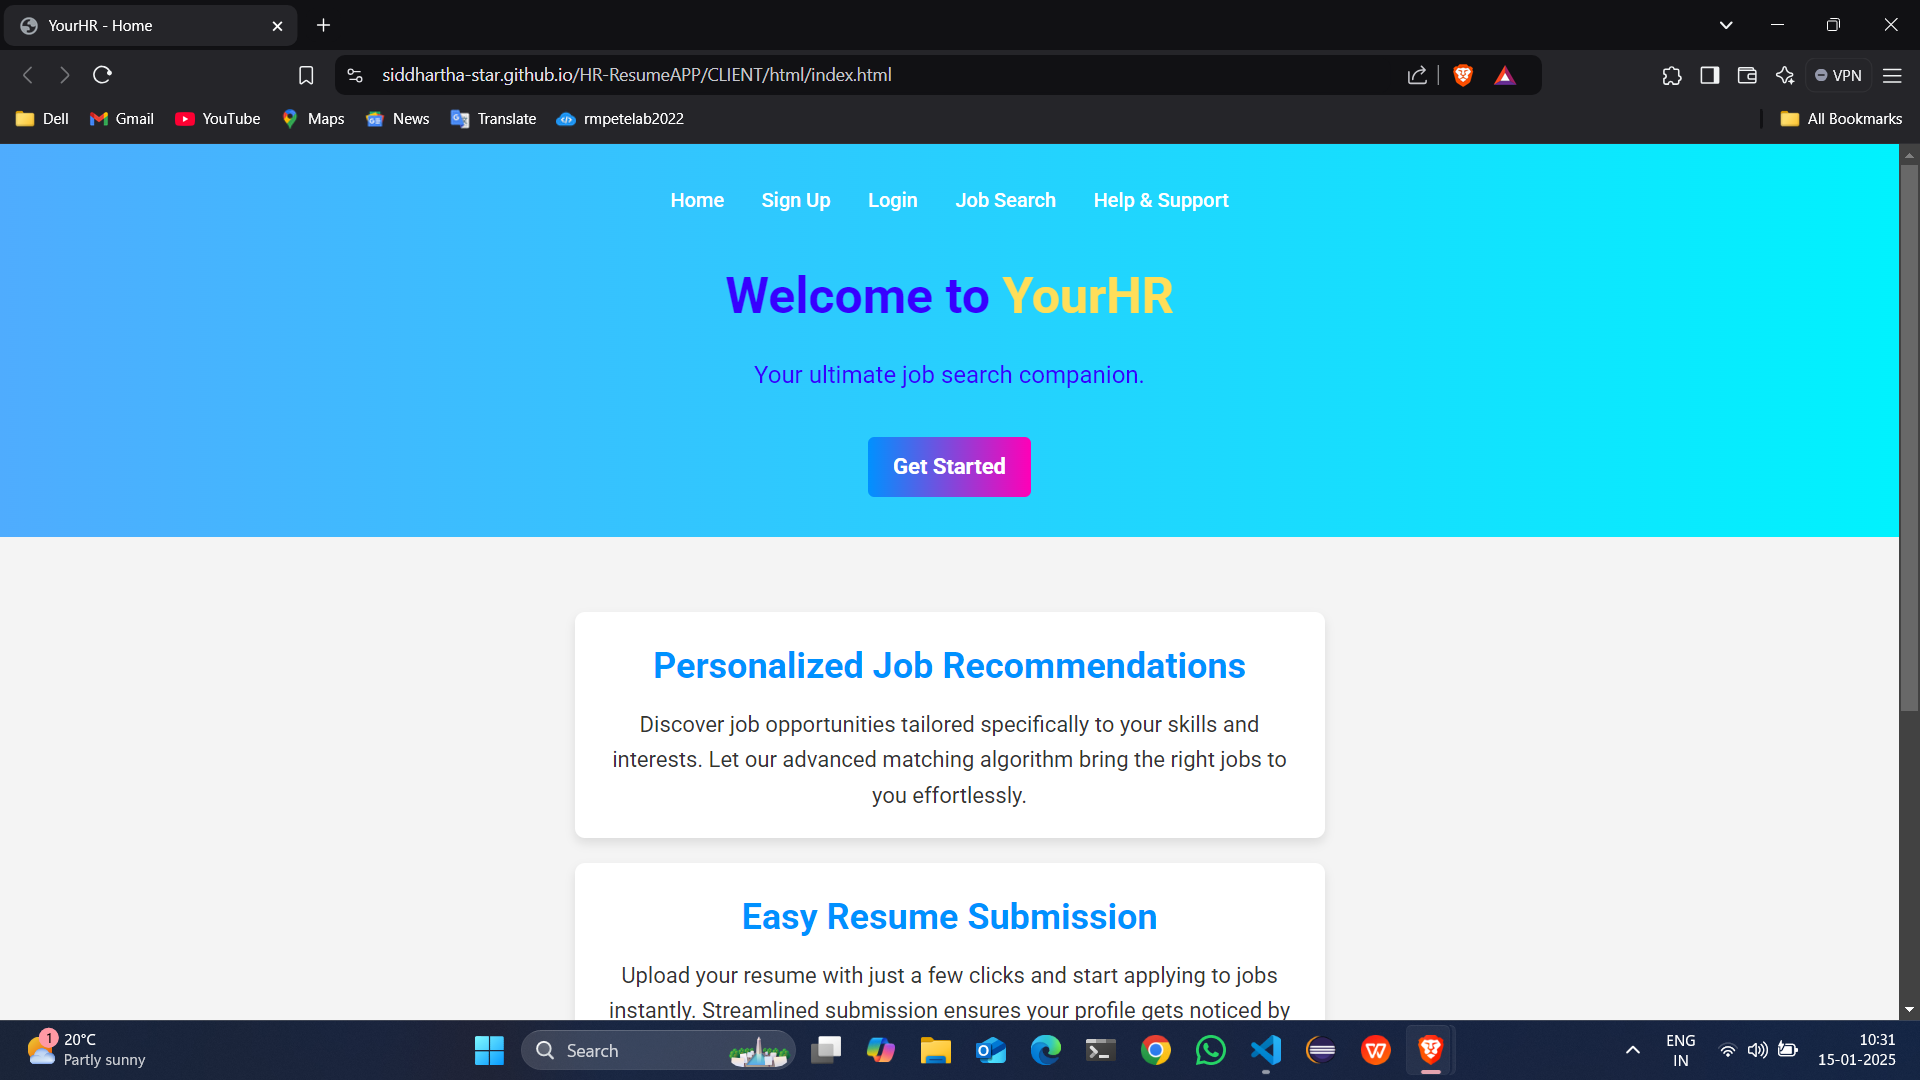 YourHR - Home
siddhartha-star.github.io/HR-ResumeAPP/CLIENT/html/index.html
VPN
Dell Gmail YouTube Maps News Translate rmpetelab2022 All Bookmarks
Home Sign Up Login Job Search Help & Support
Welcome to YourHR
Your ultimate job search companion.
Get Started
Personalized Job Recommendations
Discover job opportunities tailored specifically to your skills and
interests. Let our advanced matching algorithm bring the right jobs to
you effortlessly.
Easy Resume Submission
Upload your resume with just a few clicks and start applying to jobs
instantly. Streamlined submission ensures your profile gets noticed by
1
20°C
Partly sunny
Search
ENG
IN
10:31
15-01-2025